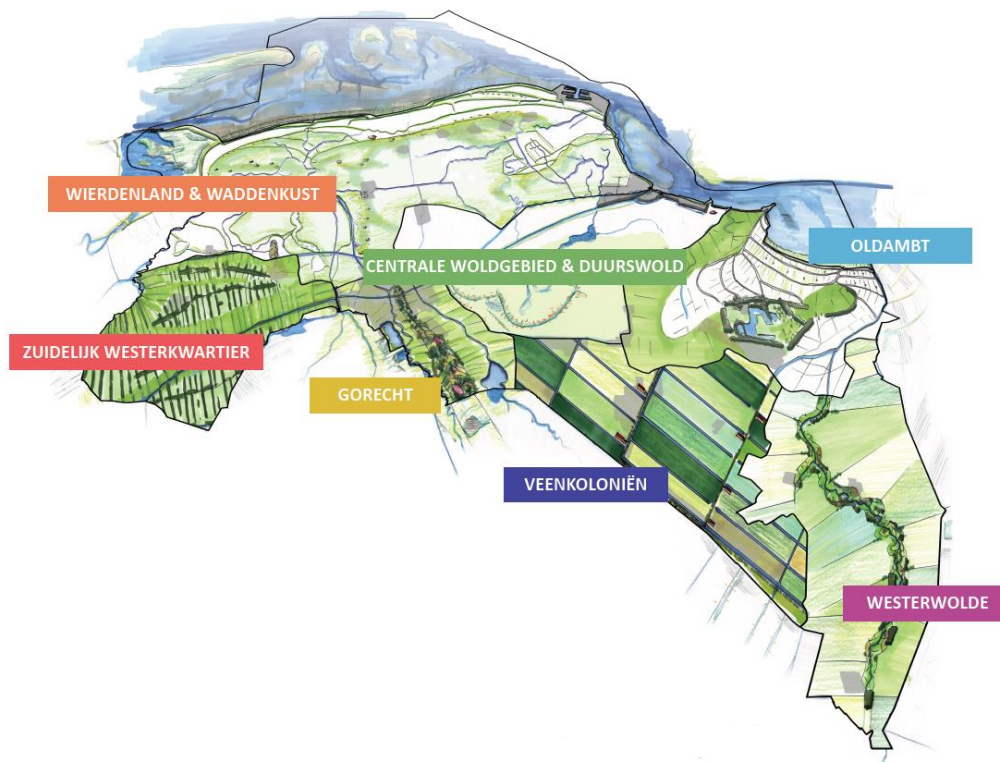 WIERDENLAND & WADDENKUST
OLDAMBT
CENTRALE WOLDGEBIED & DUURSWOLD
ZUIDELIJK WESTERKWARTIER
GORECHT
VEENKOLONIËN
WESTERWOLDE